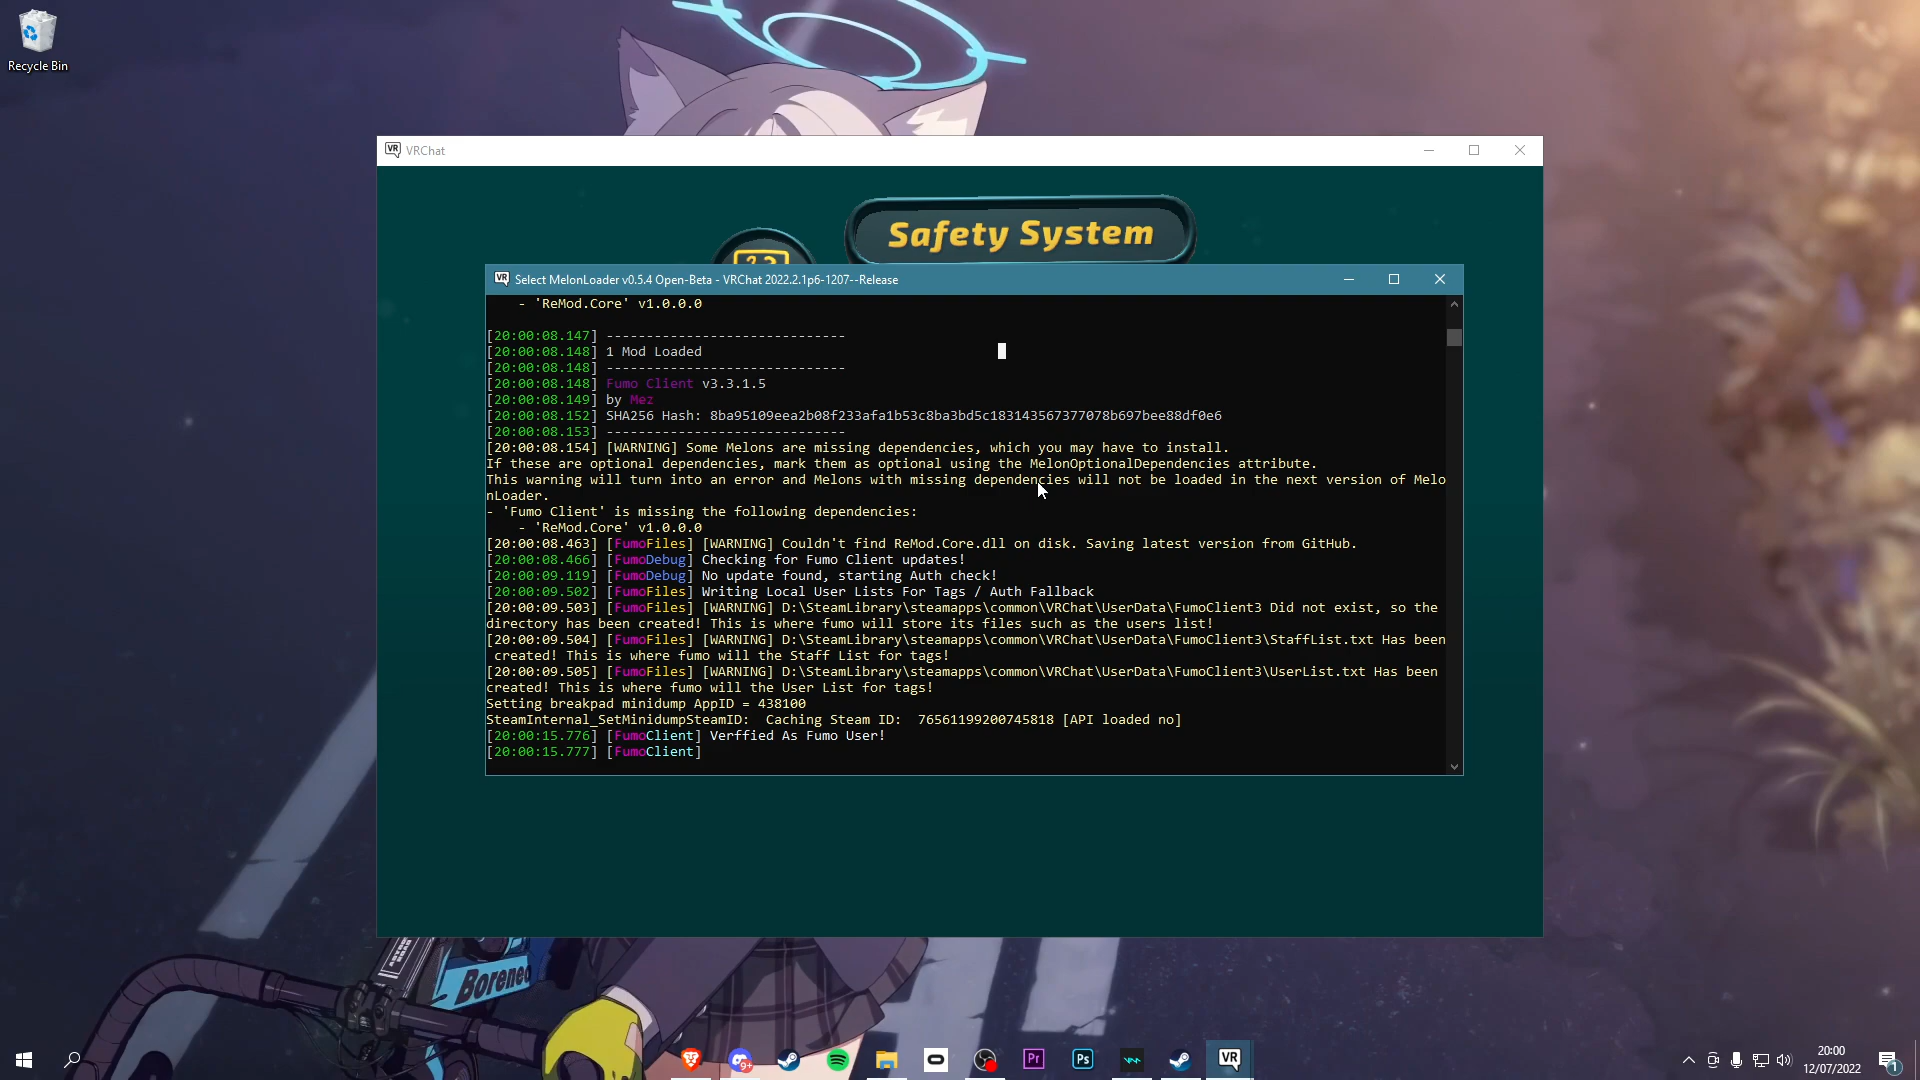 Recycle Bin
VRChat
Safety System
Select MelonLoader v0.5.4 Open-Beta - VRChat 2022.2.1p6-1207--Release
- 'ReMod.Core' v1.0.0.0
[20:00:08.147] ------------------------------
[20:00:08.148] 1 Mod Loaded
[20:00:08.148] ------------------------------
[20:00:08.148] Fumo Client v3.3.1.5
[20:00:08.149] by Mez
[20:00:08.152] SHA256 Hash: 8ba95109eea2b08f233afa1b53c8ba3bd5c183143567377078b697bee88df0e6
[20:00:08.153] ------------------------------
[20:00:08.154] [WARNING] Some Melons are missing dependencies, which you may have to install.
If these are optional dependencies, mark them as optional using the MelonOptionalDependencies attribute.
This warning will turn into an error and Melons with missing dependencies will not be loaded in the next version of Melo
nLoader.
- 'Fumo Client' is missing the following dependencies:
- 'ReMod.Core' v1.0.0.0
[20:00:08.463] [FumoFiles] [WARNING] Couldn't find ReMod.Core.dll on disk. Saving latest version from GitHub.
[20:00:08.466] [FumoDebug] Checking for Fumo Client updates!
[20:00:09.119] [FumoDebug] No update found, starting Auth check!
[20:00:09.502] [FumoFiles] Writing Local User Lists For Tags / Auth Fallback
[20:00:09.503] [FumoFiles] [WARNING] D:\SteamLibrary\steamapps\common\VRChat\UserData\FumoClient3 Did not exist, so the
directory has been created! This is where fumo will store its files such as the users list!
[20:00:09.504] [FumoFiles] [WARNING] D:\SteamLibrary\steamapps\common\VRChat\UserData\FumoClient3\StaffList.txt Has been
created! This is where fumo will the Staff List for tags!
[20:00:09.505] [FumoFiles] [WARNING] D:\SteamLibrary\steamapps\common\VRChat\UserData\FumoClient3\UserList.txt Has been
created! This is where fumo will the User List for tags!
Setting breakpad minidump AppID = 438100
SteamInternal_SetMinidumpSteamID:  Caching Steam ID:  76561199200745818 [API loaded no]
[20:00:15.776] [FumoClient] Verffied As Fumo User!
[20:00:15.777] [FumoClient]
Boreneo
9+
Pr
Ps
VR
20:00
12/07/2022
1